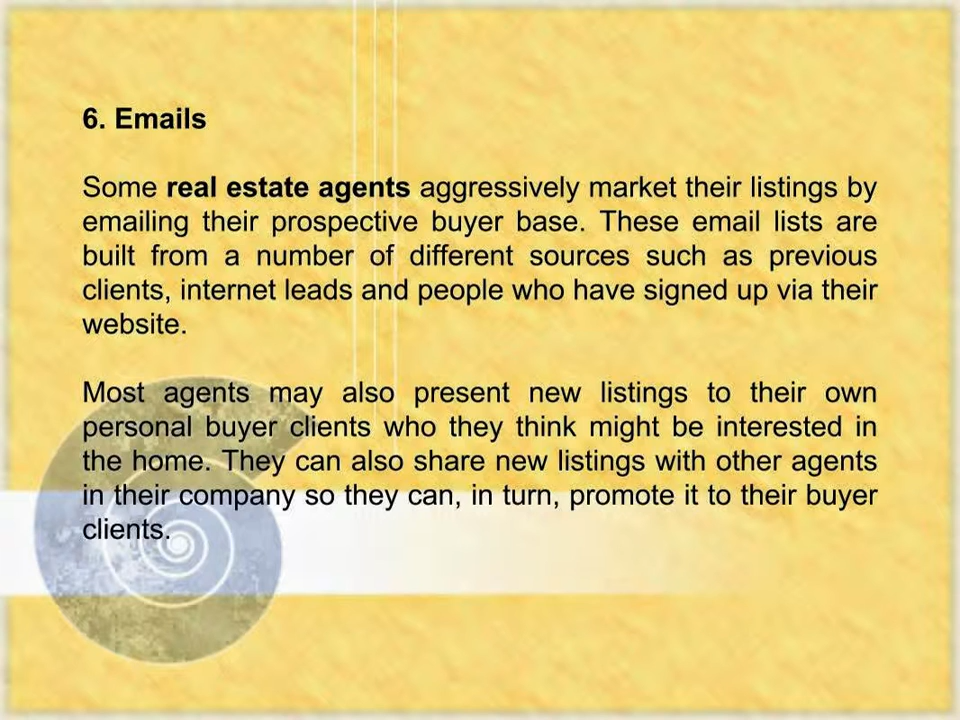 6. Emails
Some real estate agents aggressively market their listings by
emailing their prospective buyer base. These email lists are
built from a number of different sources such as previous
clients, internet leads and people who have signed up via their
website.
Most agents may also present new listings to their own
personal buyer clients who they think might be interested in
the home. They can also share new listings with other agents
in their company so they can, in turn, promote it to their buyer
clients.